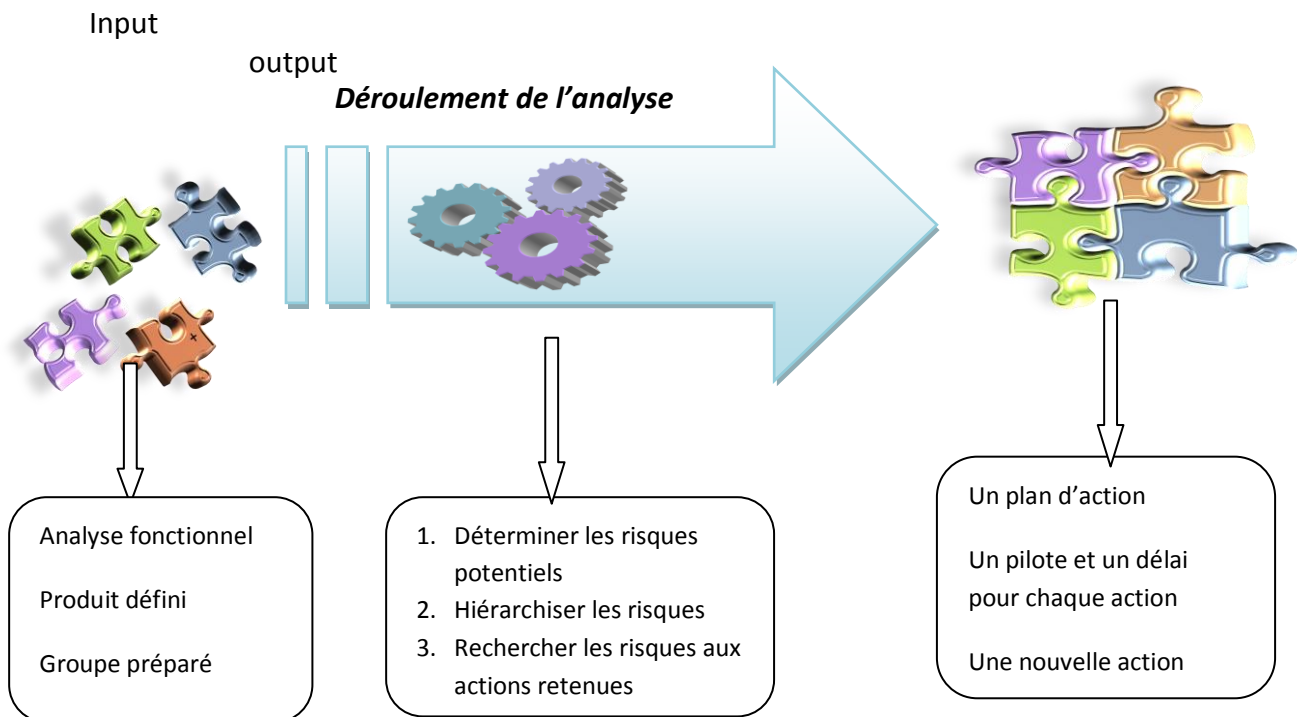 Input
output
Déroulement de l’analyse
Analyse fonctionnel
Produit défini
Groupe préparé
1. Déterminer les risques
potentiels
2. Hiérarchiser les risques
3. Rechercher les risques aux
actions retenues
Un plan d’action
Un pilote et un délai
pour chaque action
Une nouvelle action